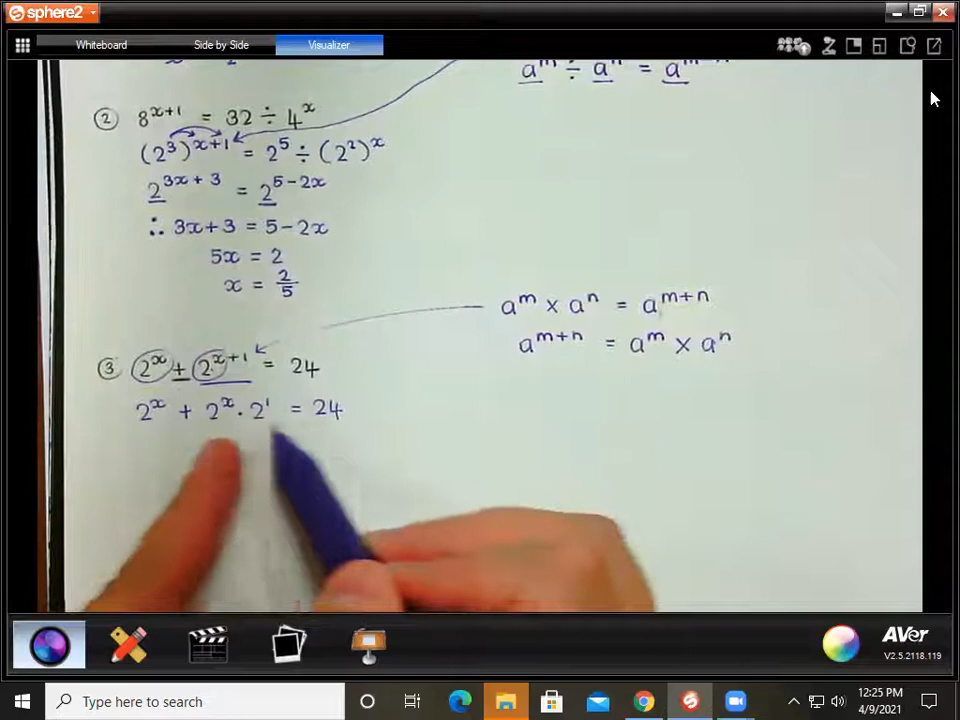 sphere2
Whiteboard Side by Side Visualizer
aᵐ ÷ aⁿ = aᵐ⁻ⁿ
② 8ˣ⁺¹ = 32 ÷ 4ˣ
(2³)ˣ⁺¹ = 2⁵ ÷ (2²)ˣ
2³ˣ⁺³ = 2⁵⁻²ˣ
∴ 3x+3 = 5-2x
5x = 2
x = 2/5
aᵐ × aⁿ = aᵐ⁺ⁿ
aᵐ⁺ⁿ = aᵐ × aⁿ
③ 2ˣ + 2ˣ⁺¹ = 24
2ˣ + 2ˣ · 2¹ = 24
AVer
V2.5.2118.119
Type here to search
12:25 PM
4/9/2021